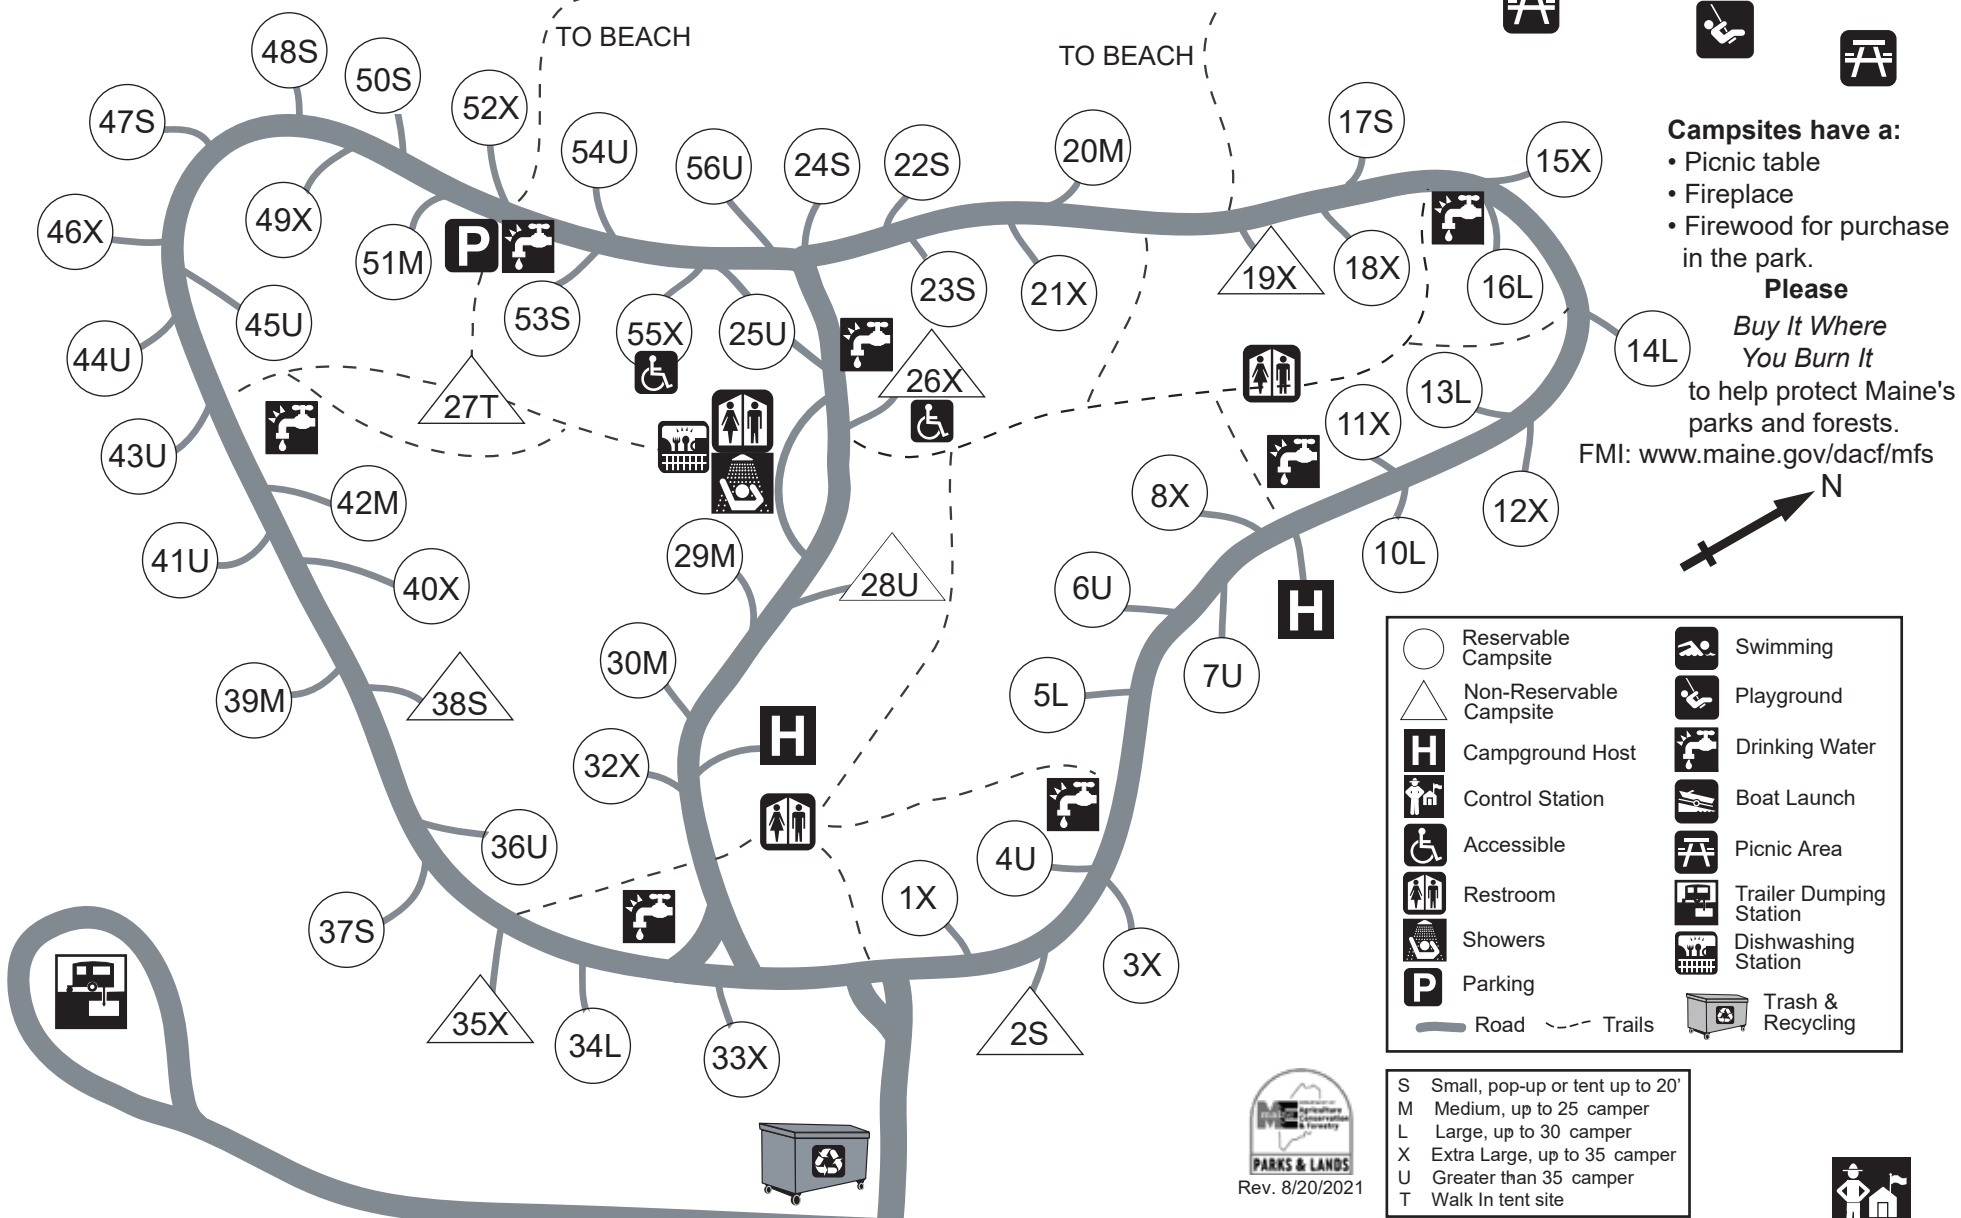 TO BEACH
TO BEACH
48S
50S
52X
47S
54U
56U
24S
22S
20M
17S
15X
46X
49X
51M
P
53S
55X
25U
23S
21X
19X
18X
16L
14L
45U
44U
43U
27T
26X
13L
11X
42M
41U
40X
29M
28U
8X
10L
12X
6U
7U
H
39M
38S
30M
5L
32X
H
36U
37S
4U
1X
3X
35X
34L
33X
2S
Campsites have a:
• Picnic table
• Fireplace
• Firewood for purchase
in the park.
Please
Buy It Where
You Burn It
to help protect Maine's
parks and forests.
FMI: www.maine.gov/dacf/mfs
N
Reservable
Campsite
Non-Reservable
Campsite
H Campground Host
Control Station
Accessible
Restroom
Showers
P Parking
Road
Trails
Swimming
Playground
Drinking Water
Boat Launch
Picnic Area
Trailer Dumping
Station
Dishwashing
Station
Trash &
Recycling
Agriculture
Conservation
& Forestry
PARKS & LANDS
Rev. 8/20/2021
S Small, pop-up or tent up to 20'
M Medium, up to 25 camper
L Large, up to 30 camper
X Extra Large, up to 35 camper
U Greater than 35 camper
T Walk In tent site